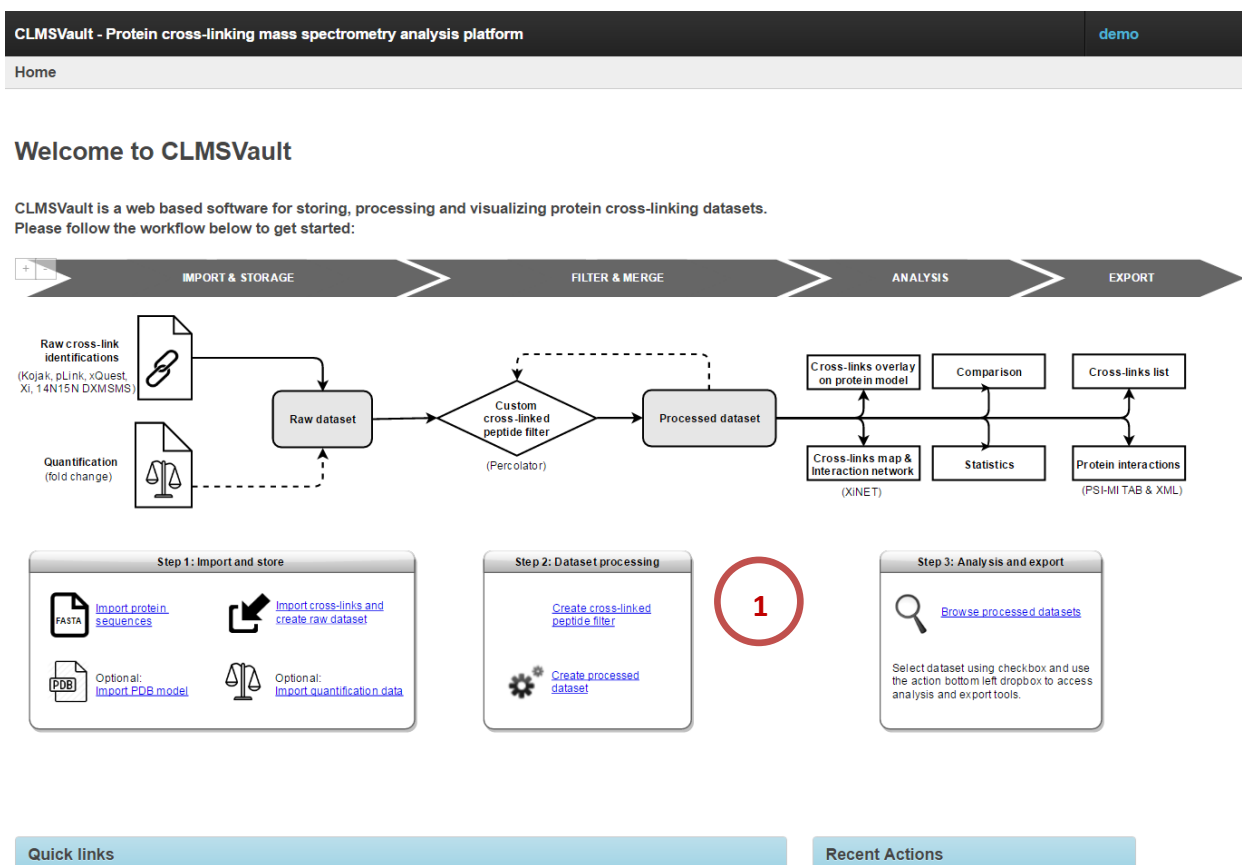 CLMSVault - Protein cross-linking mass spectrometry analysis platform
demo
Home
Welcome to CLMSVault
CLMSVault is a web based software for storing, processing and visualizing protein cross-linking datasets.
Please follow the workflow below to get started:
+ -
IMPORT & STORAGE
FILTER & MERGE
ANALYSIS
EXPORT
Raw cross-link
identifications
(Kojak, pLink, xQuest,
Xi, 14N15N DXMSMS)
Quantification
(fold change)
Raw dataset
Custom
cross-linked
peptide filter
(Percolator)
Processed dataset
Cross-links overlay
on protein model
Comparison
Cross-links list
Cross-links map &
Interaction network
(XiNET)
Statistics
Protein interactions
(PSI-MI TAB & XML)
Step 1: Import and store
FASTA
Import protein
sequences
Import cross-links and
create raw dataset
PDB
Optional:
Import PDB model
Optional:
Import quantification data
Step 2: Dataset processing
Create cross-linked
peptide filter
Create processed
dataset
1
Step 3: Analysis and export
Browse processed datasets
Select dataset using checkbox and use
the action bottom left dropbox to access
analysis and export tools.
Quick links
Recent Actions